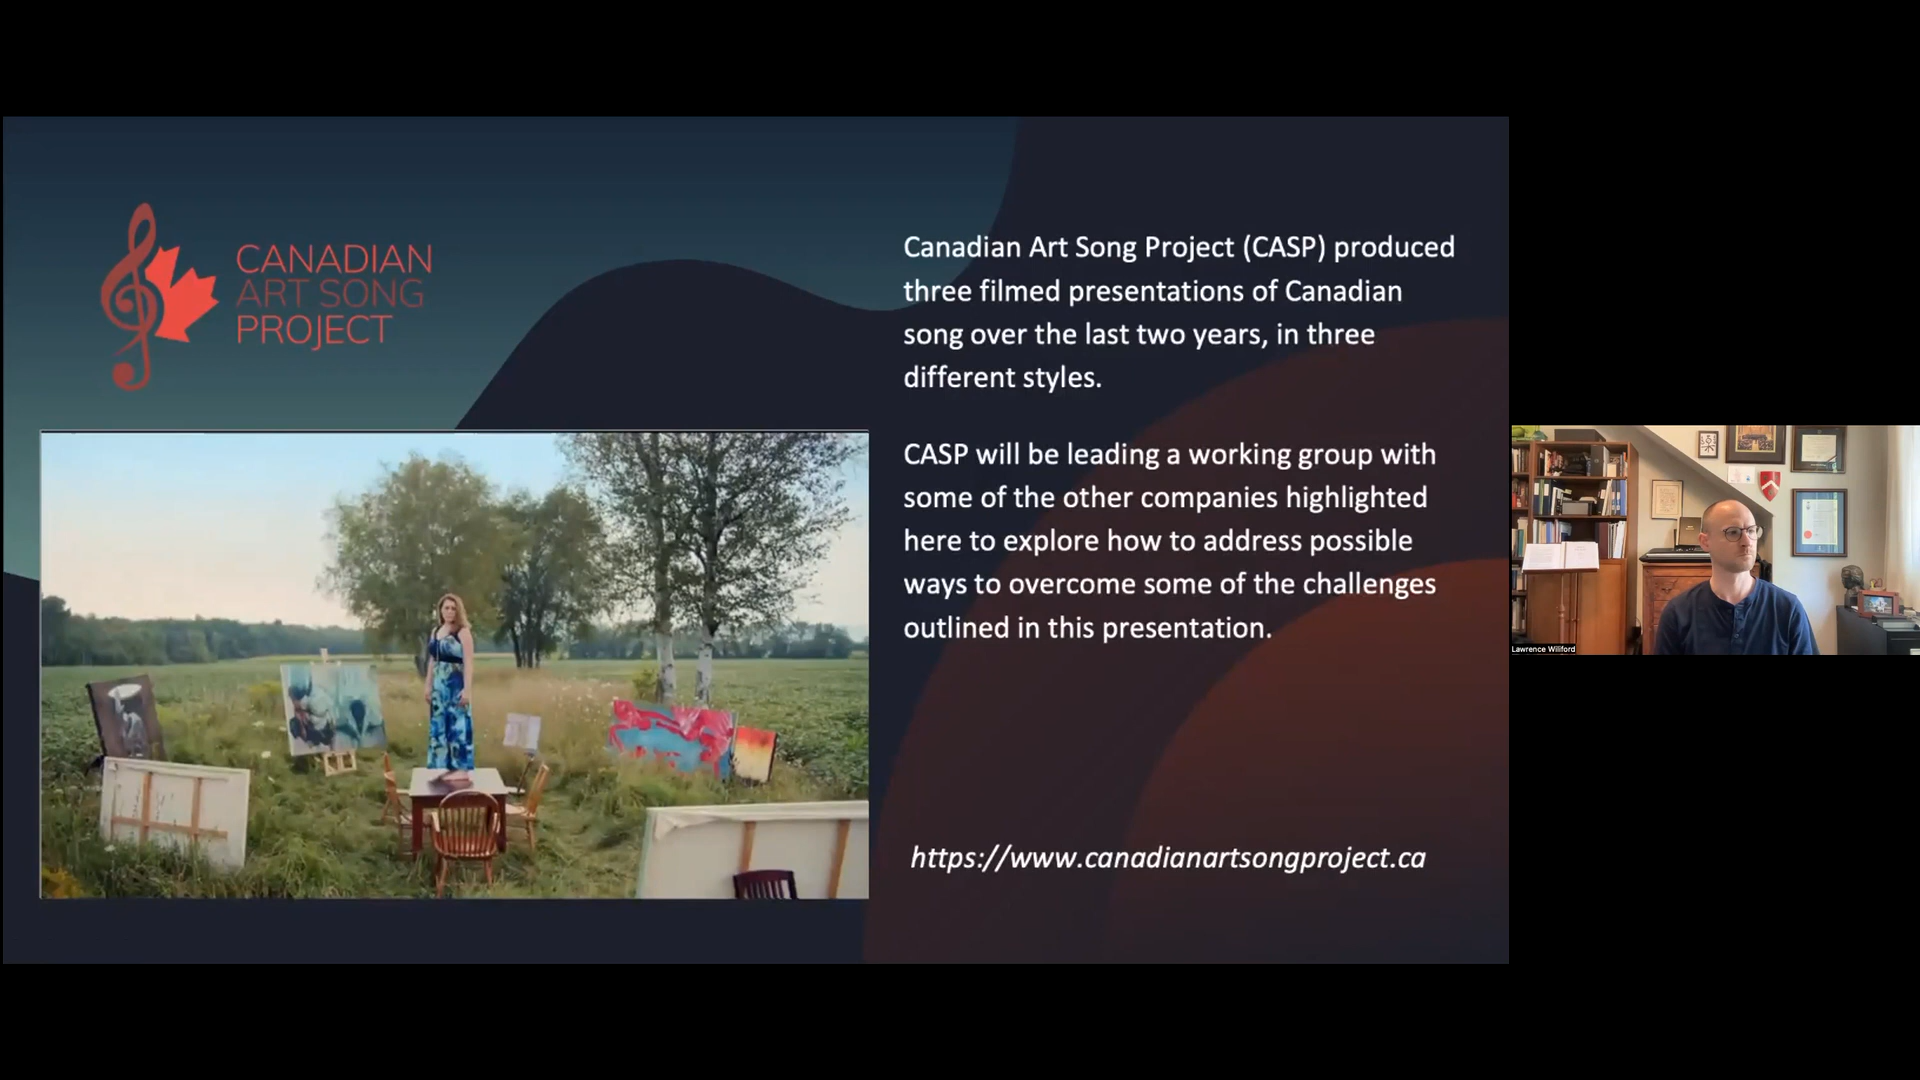 CANADIAN
ART SONG
PROJECT
Canadian Art Song Project (CASP) produced
three filmed presentations of Canadian
song over the last two years, in three
different styles.
CASP will be leading a working group with
some of the other companies highlighted
here to explore how to address possible
ways to overcome some of the challenges
outlined in this presentation.
https://www.canadianartsongproject.ca
Lawrence Wiliford